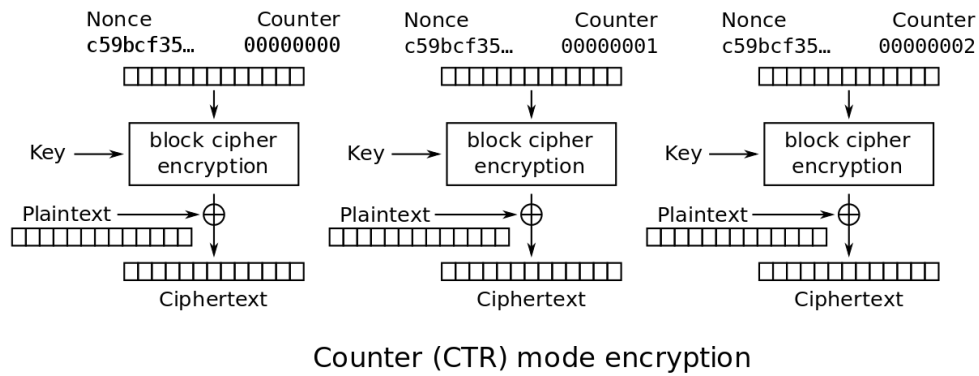 Nonce Counter Nonce Counter Nonce Counter
c59bcf35… 00000000 c59bcf35… 00000001 c59bcf35… 00000002
block cipher block cipher block cipher
Key encryption Key encryption Key encryption
Plaintext Plaintext Plaintext
Ciphertext Ciphertext Ciphertext
Counter (CTR) mode encryption